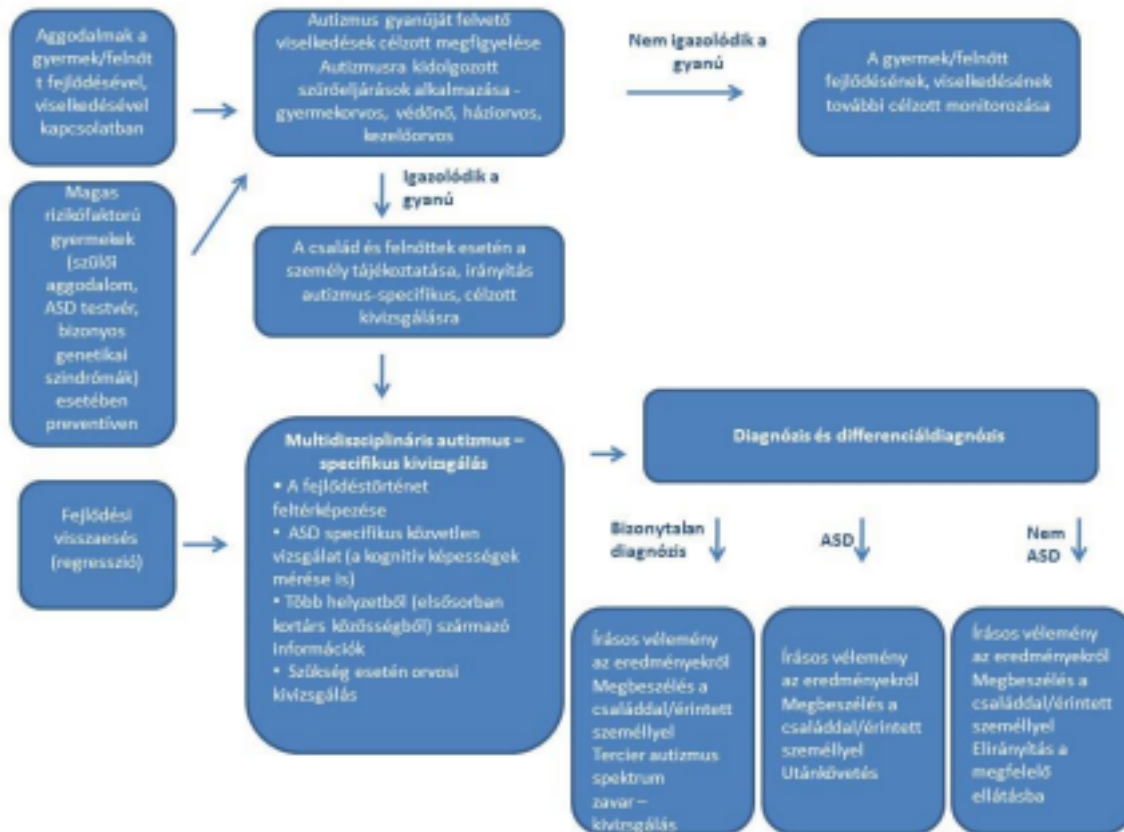 Aggodalmak a
gyermek/felnőt
t fejlődésével,
viselkedésével
kapcsolatban
Autizmus gyanúját felvető
viselkedések célzott megfigyelése
Autizmusra kidolgozott
szűrőeljárások alkalmazása -
gyermekorvos, védőnő, háziorvos,
kezelőorvos
Nem igazolódik a
gyanú
A gyermek/felnőtt
fejlődésének, viselkedésének
további célzott monitorozása
Magas
rizikófaktorú
gyermekek
(szülői
aggodalom,
ASD testvér,
bizonyos
genetikai
szindrómák)
esetében
preventíven
Igazolódik a
gyanú
A család és felnőttek esetén a
személy tájékoztatása, irányítás
autizmus-specifikus, célzott
kivizsgálásra
Fejlődési
visszaesés
(regresszió)
Multidiszciplináris autizmus –
specifikus kivizsgálás
• A fejlődéstörténet
feltérképezése
• ASD specifikus közvetlen
vizsgálat (a kognitív képességek
mérése is)
• Több helyzetből (elsősorban
kortárs közösségből) származó
információk
• Szükség esetén orvosi
kivizsgálás
Diagnózis és differenciáldiagnózis
Bizonytalan
diagnózis
ASD
Nem
ASD
Írásos vélemény
az eredményekről
Megbeszélés a
családdal/érintett
személlyel
Tercier autizmus
spektrum
zavar –
kivizsgálás
Írásos vélemény
az eredményekről
Megbeszélés a
családdal/érintett
személlyel
Utánkövetés
Írásos vélemény
az eredményekről
Megbeszélés a
családdal/érintett
személlyel
Elirányítás a
megfelelő
ellátásba